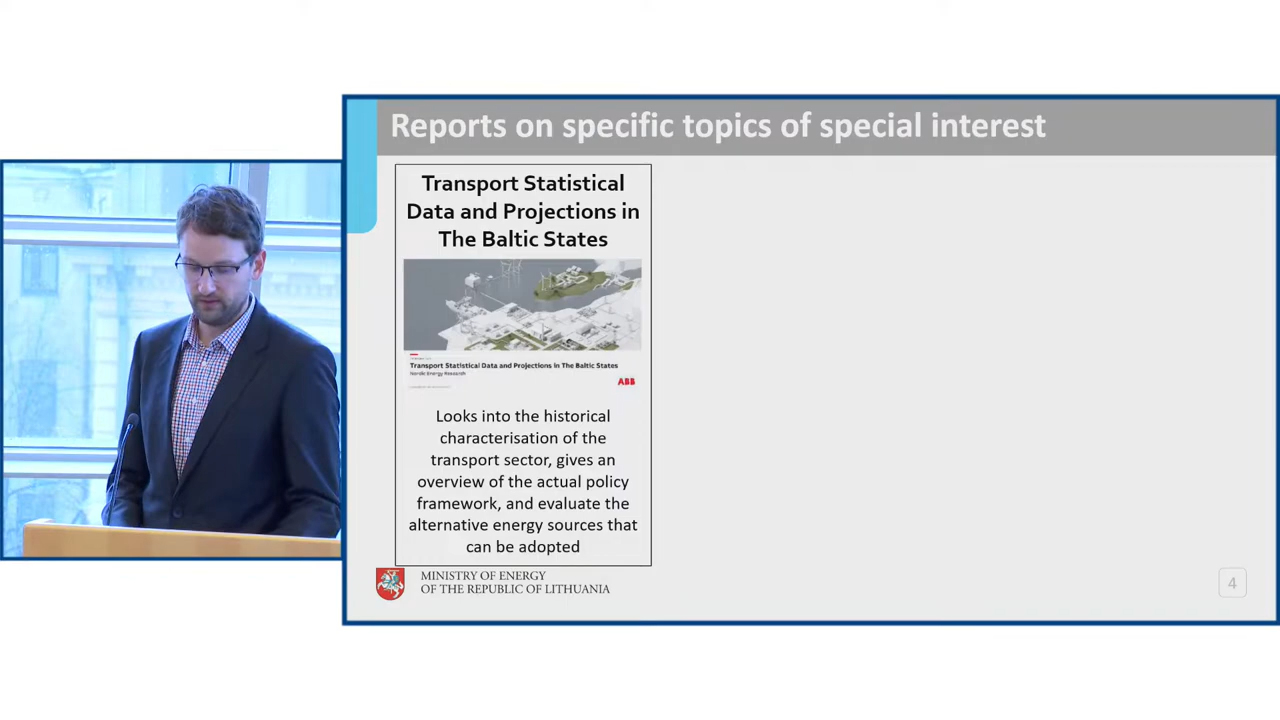 Reports on specific topics of special interest
Transport Statistical
Data and Projections in
The Baltic States
Transport Statistical Data and Projections in The Baltic States
Nordic Energy Research
ABB
Looks into the historical
characterisation of the
transport sector, gives an
overview of the actual policy
framework, and evaluate the
alternative energy sources that
can be adopted
MINISTRY OF ENERGY
OF THE REPUBLIC OF LITHUANIA
4